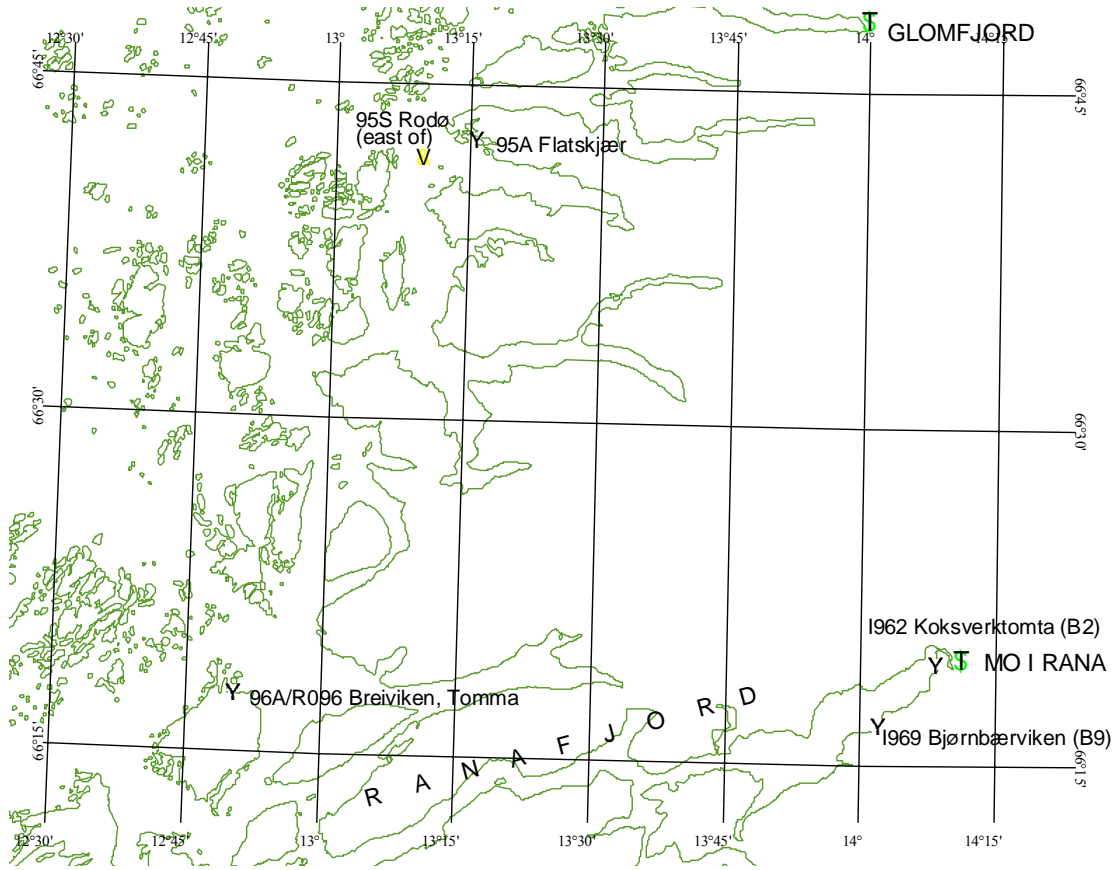 GLOMFJORD
12°30' 12°45' 13° 13°15' 13°30' 13°45' 14° 14°15'
66°45' 66°45'
95S Rodø
(east of)
V
Y 95A Flatskjær
66°30' 66°30'
I962 Koksverktomta (B2)
Y MO I RANA
Y 96A/R096 Breiviken, Tomma
Y
I969 Bjørnbærviken (B9)
RANAFJORD
66°15' 66°15'
12°30' 12°45' 13° 13°15' 13°30' 13°45' 14° 14°15'